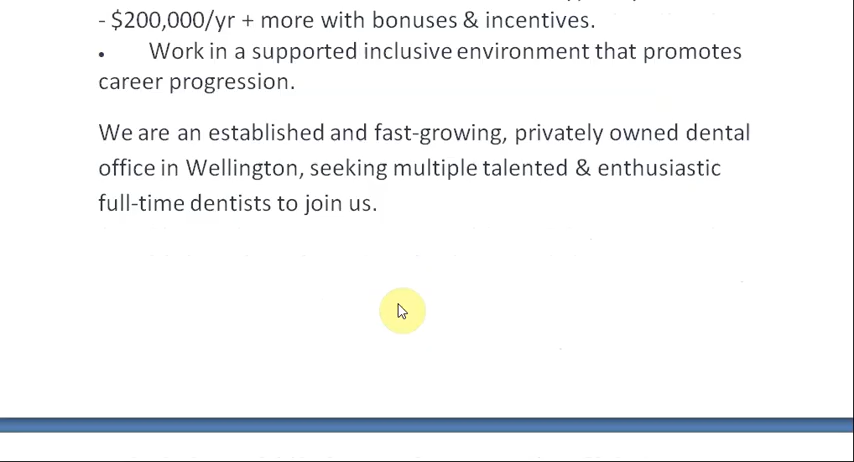 - $200,000/yr + more with bonuses & incentives.
• Work in a supported inclusive environment that promotes
career progression.
We are an established and fast-growing, privately owned dental
office in Wellington, seeking multiple talented & enthusiastic
full-time dentists to join us.